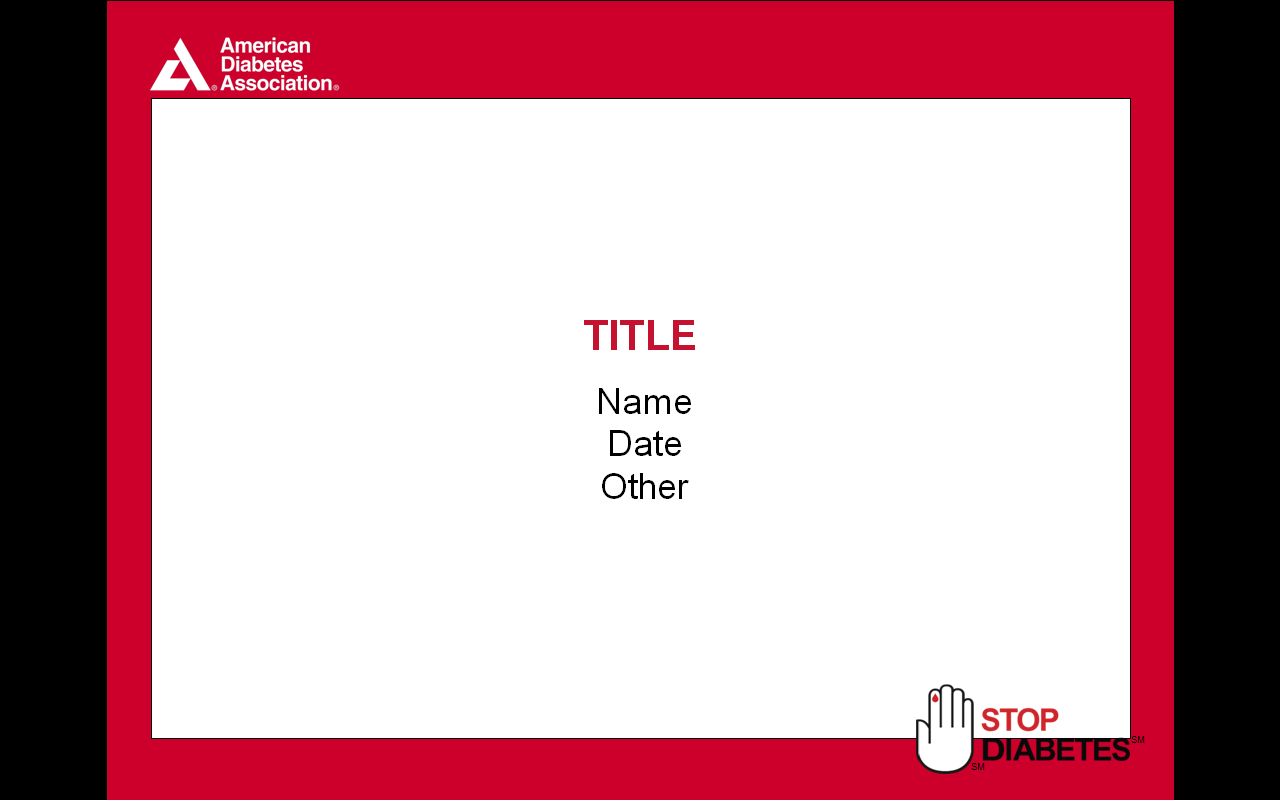 American
Diabetes
Association®
®
TITLE
Name
Date
Other
STOP
DIABETES SM
SM